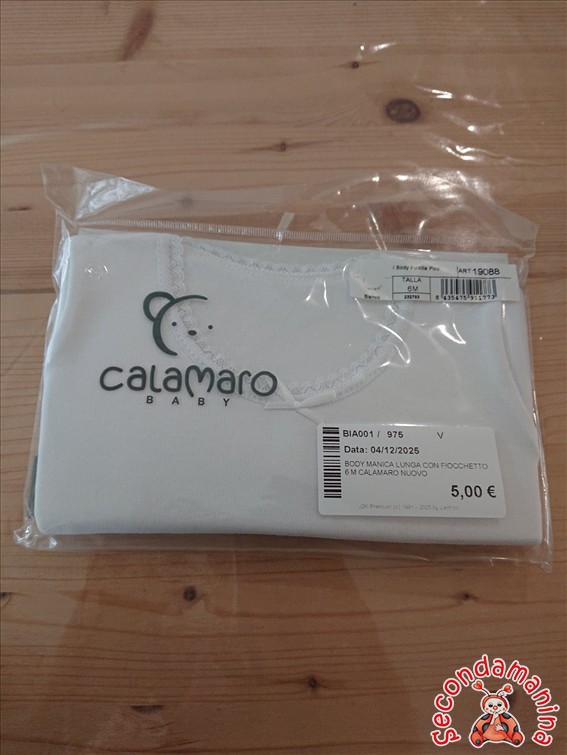 ART 19088
TALLA
6M
calamaro
BABY
BIA001 / 975 V
Data: 04/12/2025
BODY MANICA LUNGA CON FIOCCHETTO
6 M CALAMARO NUOVO
5,00 €
secondamanina